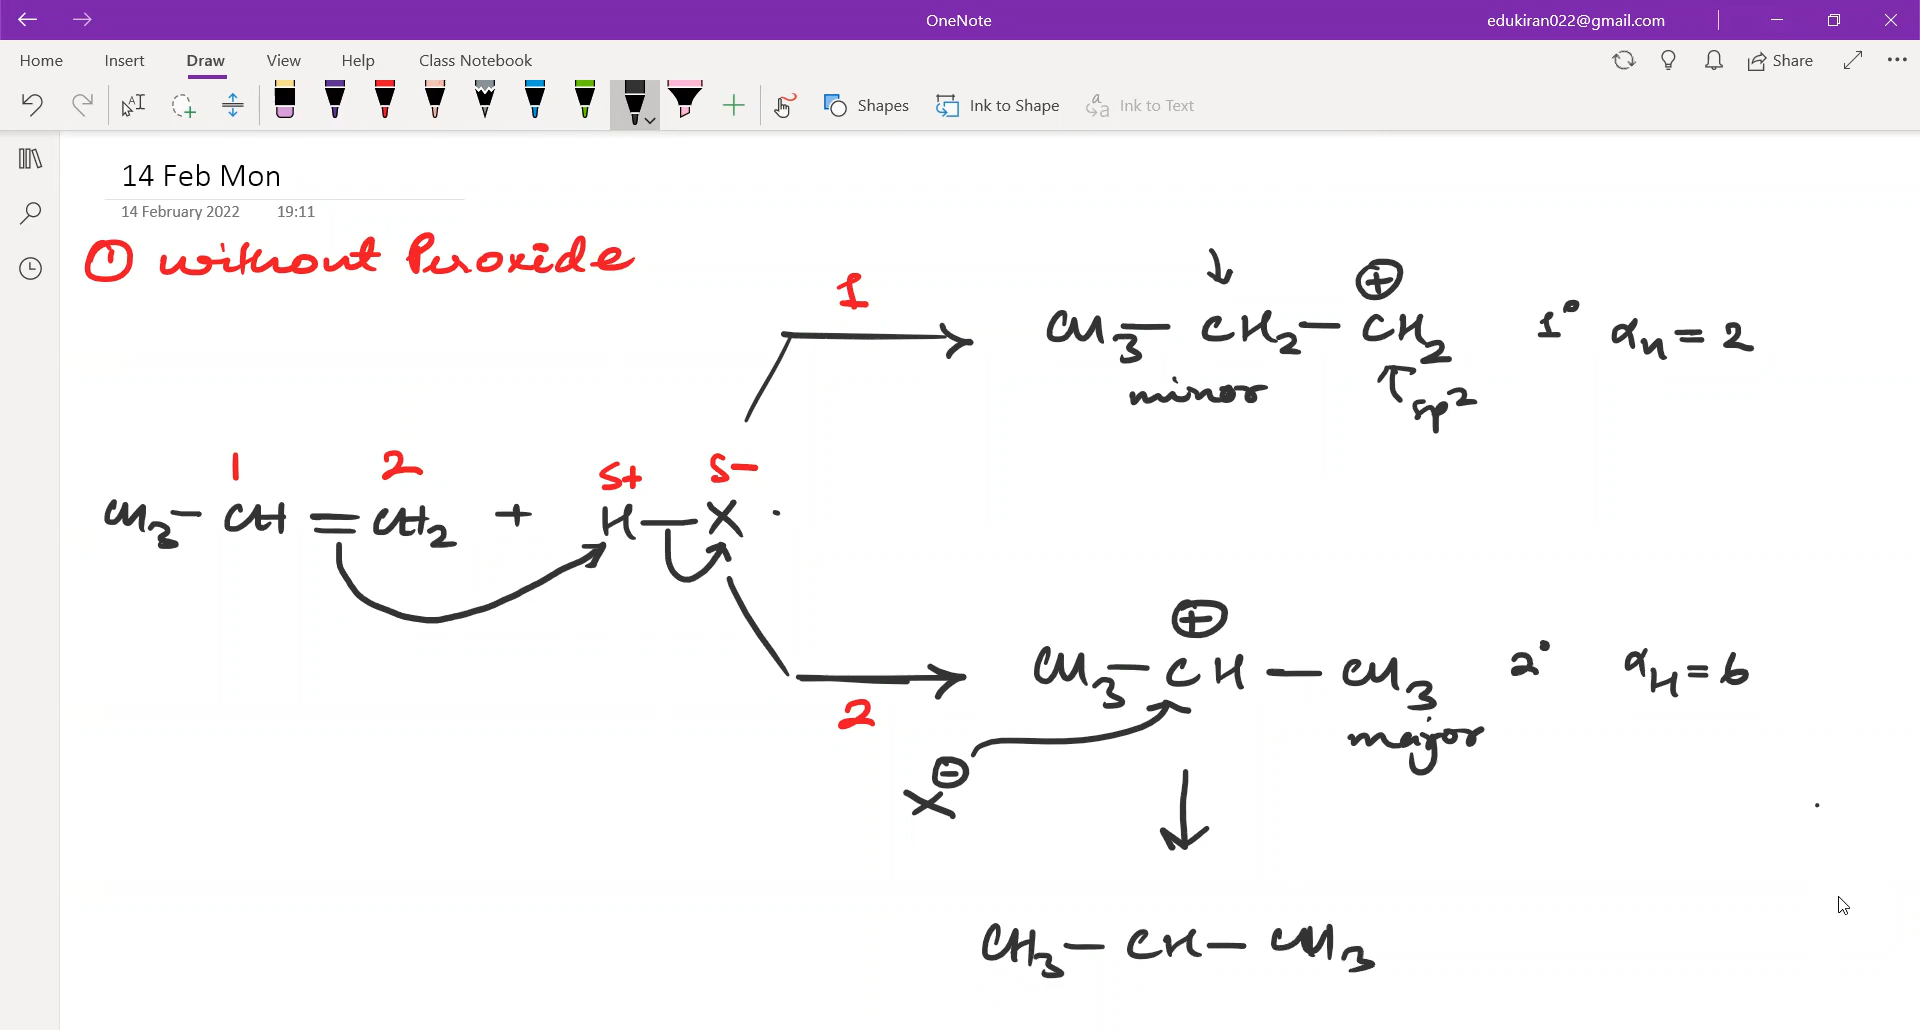 OneNote
edukiran022@gmail.com
Home Insert Draw View Help Class Notebook
Share
Shapes Ink to Shape Ink to Text
14 Feb Mon
14 February 2022 19:11
① without Peroxide
1
CH3 — CH2 — CH2 ⊕ 1° αH = 2
minor
sp2
1 2 S+ S−
CH3 — CH = CH2 + H — X
2
CH3 — CH ⊕ — CH3 2° αH = 6
major
X ⊖
CH3 — CH — CH3